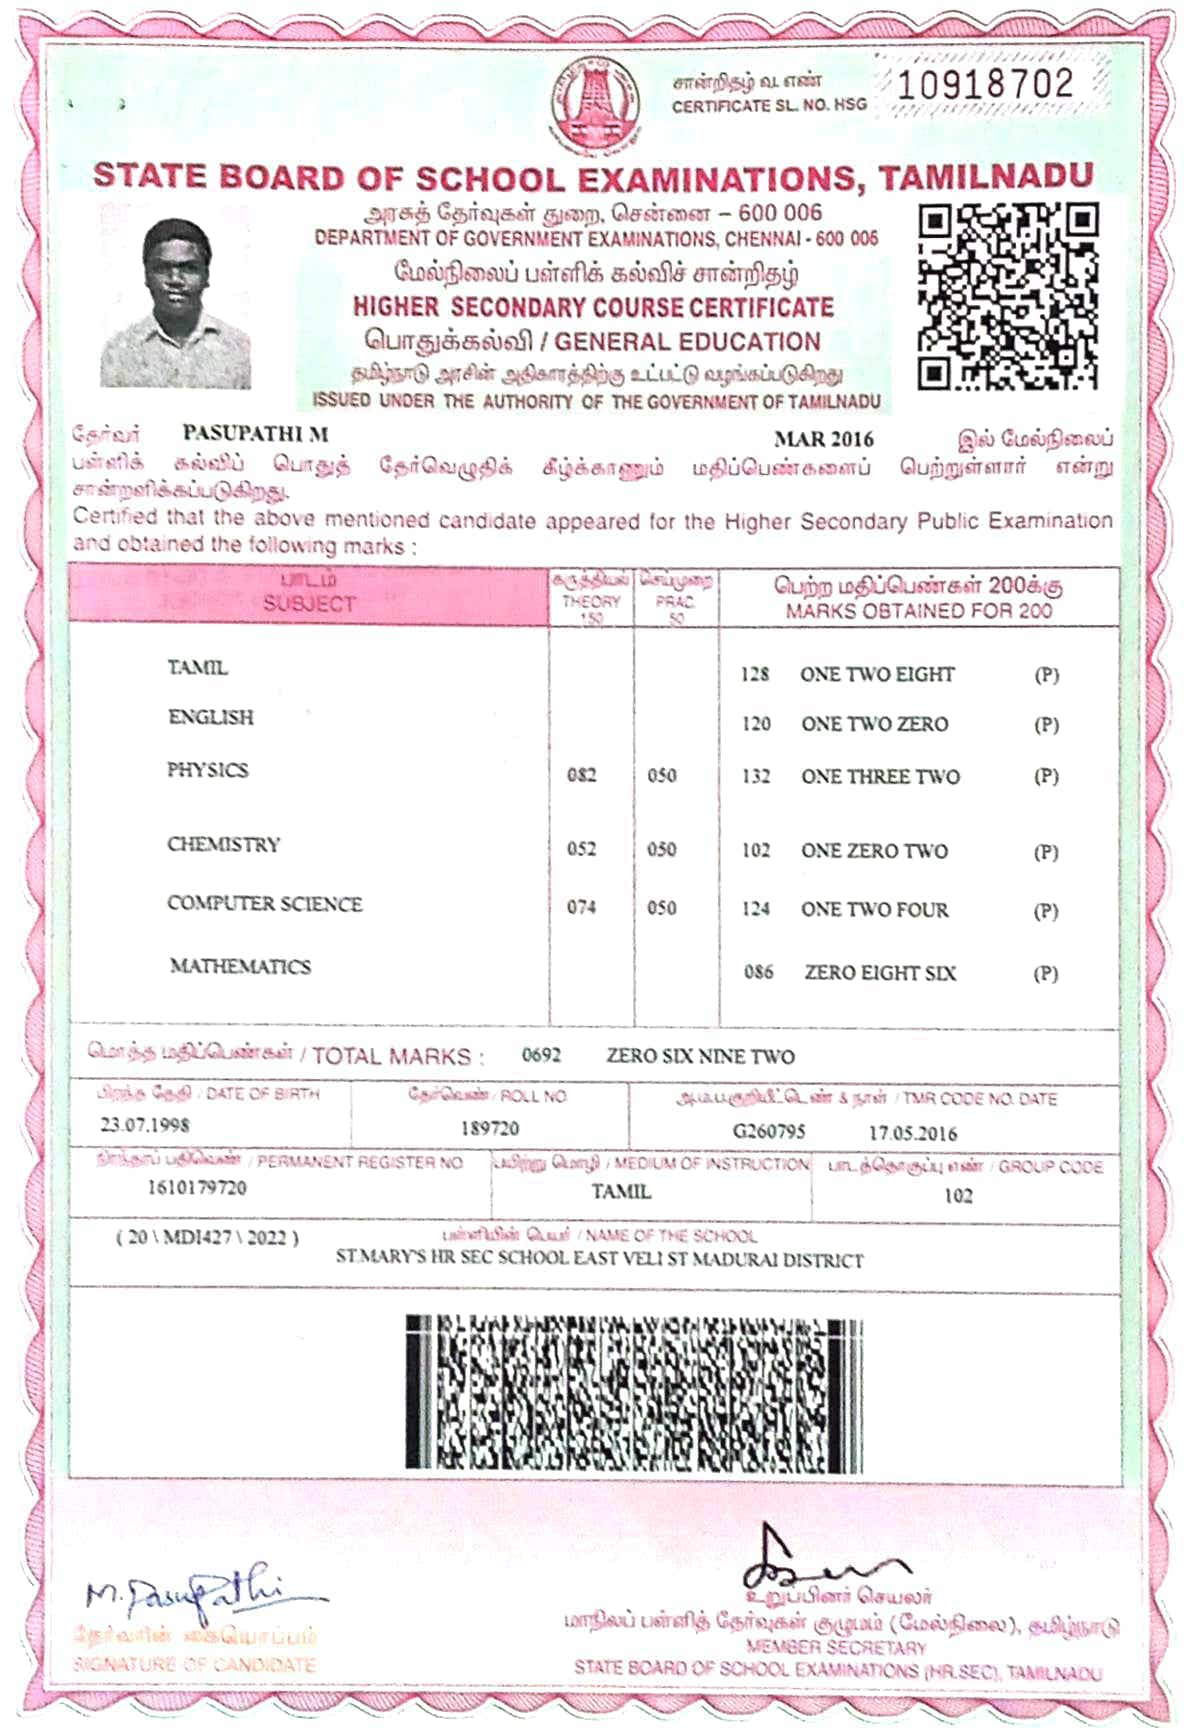 சான்றிதழ் வ. எண்
CERTIFICATE SL. NO. HSG 10918702
STATE BOARD OF SCHOOL EXAMINATIONS, TAMILNADU
அரசுத் தேர்வுகள் துறை, சென்னை – 600 006
DEPARTMENT OF GOVERNMENT EXAMINATIONS, CHENNAI - 600 006
மேல்நிலைப் பள்ளிக் கல்விச் சான்றிதழ்
HIGHER SECONDARY COURSE CERTIFICATE
பொதுக்கல்வி / GENERAL EDUCATION
தமிழ்நாடு அரசின் அதிகாரத்திற்கு உட்பட்டு வழங்கப்படுகிறது
ISSUED UNDER THE AUTHORITY OF THE GOVERNMENT OF TAMILNADU
தேர்வர் PASUPATHI M MAR 2016 இல் மேல்நிலைப்
பள்ளிக் கல்விப் பொதுத் தேர்வெழுதிக் கீழ்க்காணும் மதிப்பெண்களைப் பெற்றுள்ளார் என்று
சான்றளிக்கப்படுகிறது.
Certified that the above mentioned candidate appeared for the Higher Secondary Public Examination
and obtained the following marks :
பாடம் கருத்தியல் செய்முறை பெற்ற மதிப்பெண்கள் 200க்கு
SUBJECT THEORY PRAC. MARKS OBTAINED FOR 200
150 50
TAMIL 128 ONE TWO EIGHT (P)
ENGLISH 120 ONE TWO ZERO (P)
PHYSICS 082 050 132 ONE THREE TWO (P)
CHEMISTRY 052 050 102 ONE ZERO TWO (P)
COMPUTER SCIENCE 074 050 124 ONE TWO FOUR (P)
MATHEMATICS 086 ZERO EIGHT SIX (P)
மொத்த மதிப்பெண்கள் / TOTAL MARKS : 0692 ZERO SIX NINE TWO
பிறந்த தேதி / DATE OF BIRTH தேர்வெண் / ROLL NO. & நாள் / TMR CODE NO. DATE
23.07.1998 189720 G260795 17.05.2016
நிரந்தரப் பதிவெண் / PERMANENT REGISTER NO பயிற்று மொழி / MEDIUM OF INSTRUCTION பாடத்தொகுப்பு எண் / GROUP CODE
1610179720 TAMIL 102
( 20 \ MDI427 \ 2022 ) பள்ளியின் பெயர் / NAME OF THE SCHOOL
ST.MARY'S HR SEC SCHOOL EAST VELI ST MADURAI DISTRICT
M. Pasupathi
உறுப்பினர் செயலர்
தேர்வரின் கையொப்பம் மாநிலப் பள்ளித் தேர்வுகள் குழுமம் (மேல்நிலை), தமிழ்நாடு
MEMBER SECRETARY
SIGNATURE OF CANDIDATE STATE BOARD OF SCHOOL EXAMINATIONS (HR.SEC), TAMILNADU